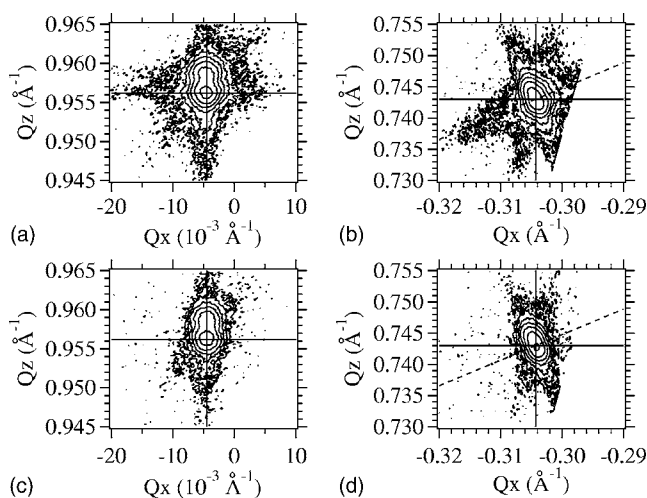 0.965
0.960
0.955
0.950
0.945
Qz (Å⁻¹)
-20 -10 0 10
(a)
Qx (10⁻³ Å⁻¹)
0.755
0.750
0.745
0.740
0.735
0.730
Qz (Å⁻¹)
-0.32 -0.31 -0.30 -0.29
(b)
Qx (Å⁻¹)
0.965
0.960
0.955
0.950
0.945
Qz (Å⁻¹)
-20 -10 0 10
(c)
Qx (10⁻³ Å⁻¹)
0.755
0.750
0.745
0.740
0.735
0.730
Qz (Å⁻¹)
-0.32 -0.31 -0.30 -0.29
(d)
Qx (Å⁻¹)